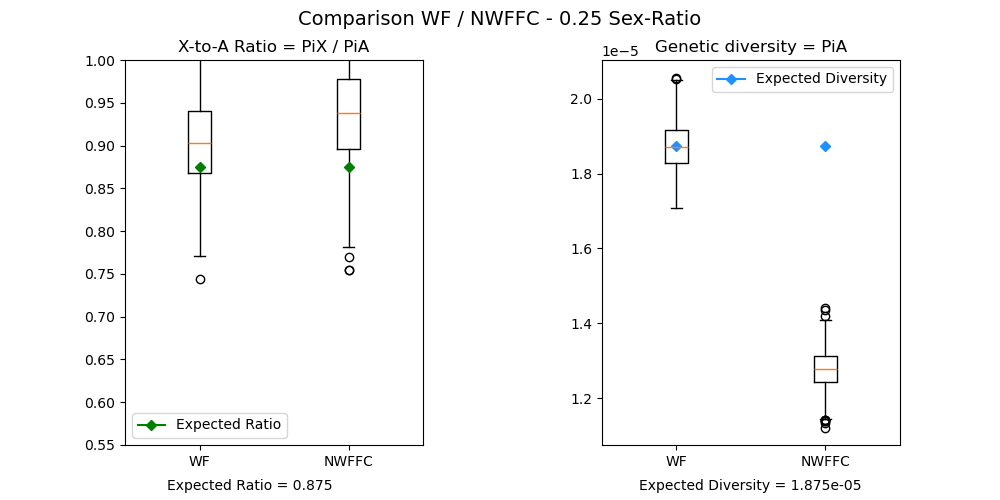 Comparison WF / NWFFC - 0.25 Sex-Ratio
X-to-A Ratio = PiX / PiA
1.00
0.95
0.90
0.85
0.80
0.75
0.70
0.65
0.60
0.55
Expected Ratio
WF NWFFC
Expected Ratio = 0.875
Genetic diversity = PiA
1e−5
Expected Diversity
2.0
1.8
1.6
1.4
1.2
WF NWFFC
Expected Diversity = 1.875e-05